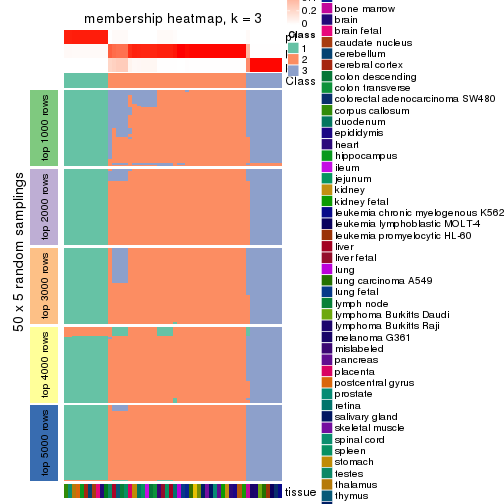 membership heatmap, k = 3
50 x 5 random samplings
top 1000 rows
top 2000 rows
top 3000 rows
top 4000 rows
top 5000 rows
0.2
0
Class
1
2
3
Class
tissue
bone marrow
brain
brain fetal
caudate nucleus
cerebellum
cerebral cortex
colon descending
colon transverse
colorectal adenocarcinoma SW480
corpus callosum
duodenum
epididymis
heart
hippocampus
ileum
jejunum
kidney
kidney fetal
leukemia chronic myelogenous K562
leukemia lymphoblastic MOLT-4
leukemia promyelocytic HL-60
liver
liver fetal
lung
lung carcinoma A549
lung fetal
lymph node
lymphoma Burkitts Daudi
lymphoma Burkitts Raji
melanoma G361
mislabeled
pancreas
placenta
postcentral gyrus
prostate
retina
salivary gland
skeletal muscle
spinal cord
spleen
stomach
testes
thalamus
thymus